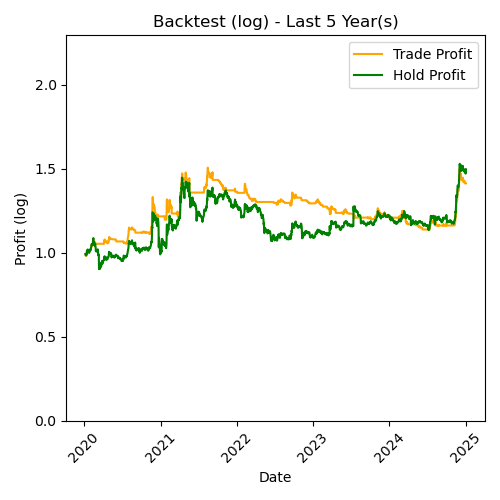 Backtest (log) - Last 5 Year(s)
Trade Profit
Hold Profit
Profit (log)
2.0
1.5
1.0
0.5
0.0
2020
2021
2022
2023
2024
2025
Date